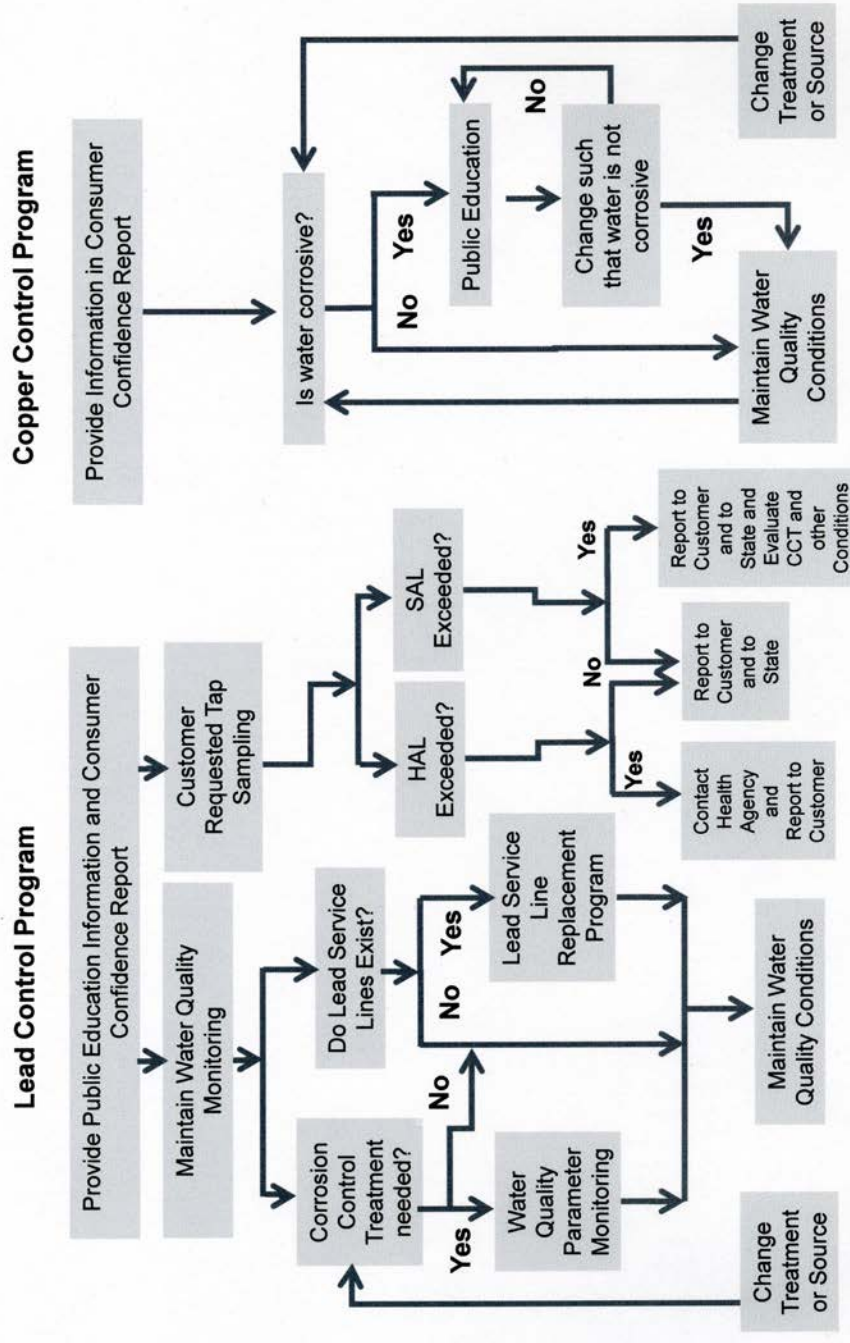 Lead Control Program
Provide Public Education Information and Consumer
Confidence Report
Maintain Water Quality
Monitoring
Customer
Requested Tap
Sampling
Corrosion
Control
Treatment
needed?
Do Lead Service
Lines Exist?
HAL
Exceeded?
SAL
Exceeded?
Yes
No
No
Yes
Water
Quality
Parameter
Monitoring
Lead Service
Line
Replacement
Program
Yes
No
Yes
Contact
Health
Agency
and
Report to
Customer
Report to
Customer
and to
State
Report to
Customer
and to
State and
Evaluate
CCT and
other
Conditions
Change
Treatment
or Source
Maintain Water
Quality Conditions
Copper Control Program
Provide Information in Consumer
Confidence Report
Is water corrosive?
No
Yes
Public Education
No
Change such
that water is not
corrosive
Yes
Maintain Water
Quality
Conditions
Change
Treatment
or Source